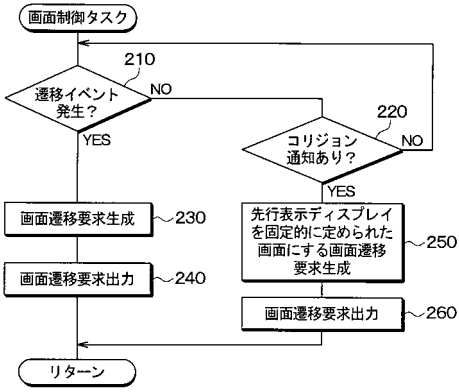 画面制御タスク
210
遷移イベント
発生?
NO
YES
220
コリジョン
通知あり?
NO
YES
画面遷移要求生成
230
先行表示ディスプレイ
を固定的に定められた
画面にする画面遷移
要求生成
250
画面遷移要求出力
240
画面遷移要求出力
260
リターン